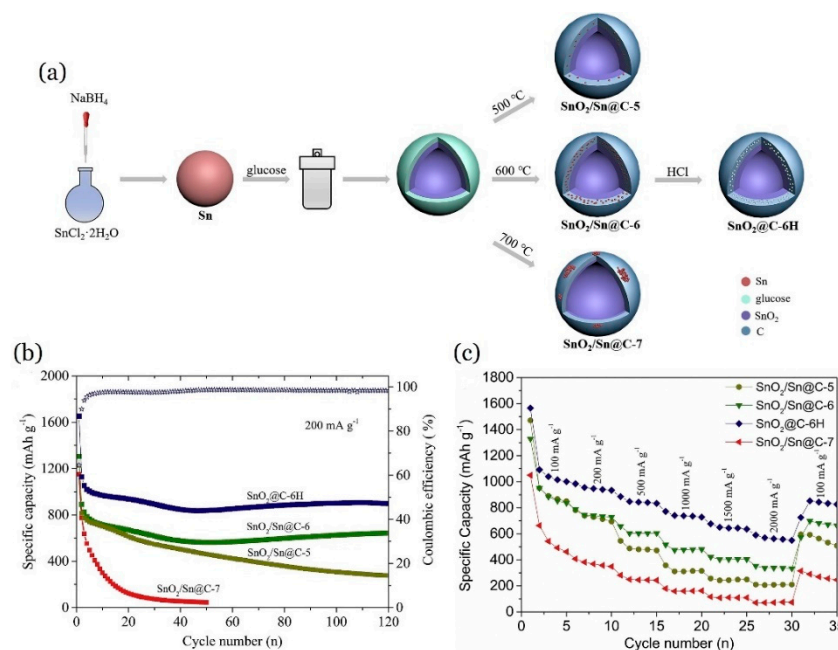 (a)
NaBH₄
SnCl₂·2H₂O
Sn
glucose
500 ℃
600 ℃
700 ℃
SnO₂/Sn@C-5
SnO₂/Sn@C-6
SnO₂/Sn@C-7
HCl
SnO₂@C-6H
Sn
glucose
SnO₂
C
(b)
Specific capacity (mAh g⁻¹)
2000
1600
1200
800
400
0
200 mA g⁻¹
SnO₂@C-6H
SnO₂/Sn@C-6
SnO₂/Sn@C-5
SnO₂/Sn@C-7
100
80
60
40
20
0
Coulombic efficiency (%)
0 20 40 60 80 100 120
Cycle number (n)
(c)
Specific Capacity (mAh g⁻¹)
1800
1600
1400
1200
1000
800
600
400
200
0
SnO₂/Sn@C-5
SnO₂/Sn@C-6
SnO₂@C-6H
SnO₂/Sn@C-7
100 mA g⁻¹
200 mA g⁻¹
500 mA g⁻¹
1000 mA g⁻¹
1500 mA g⁻¹
2000 mA g⁻¹
100 mA g⁻¹
0 5 10 15 20 25 30 35
Cycle number (n)